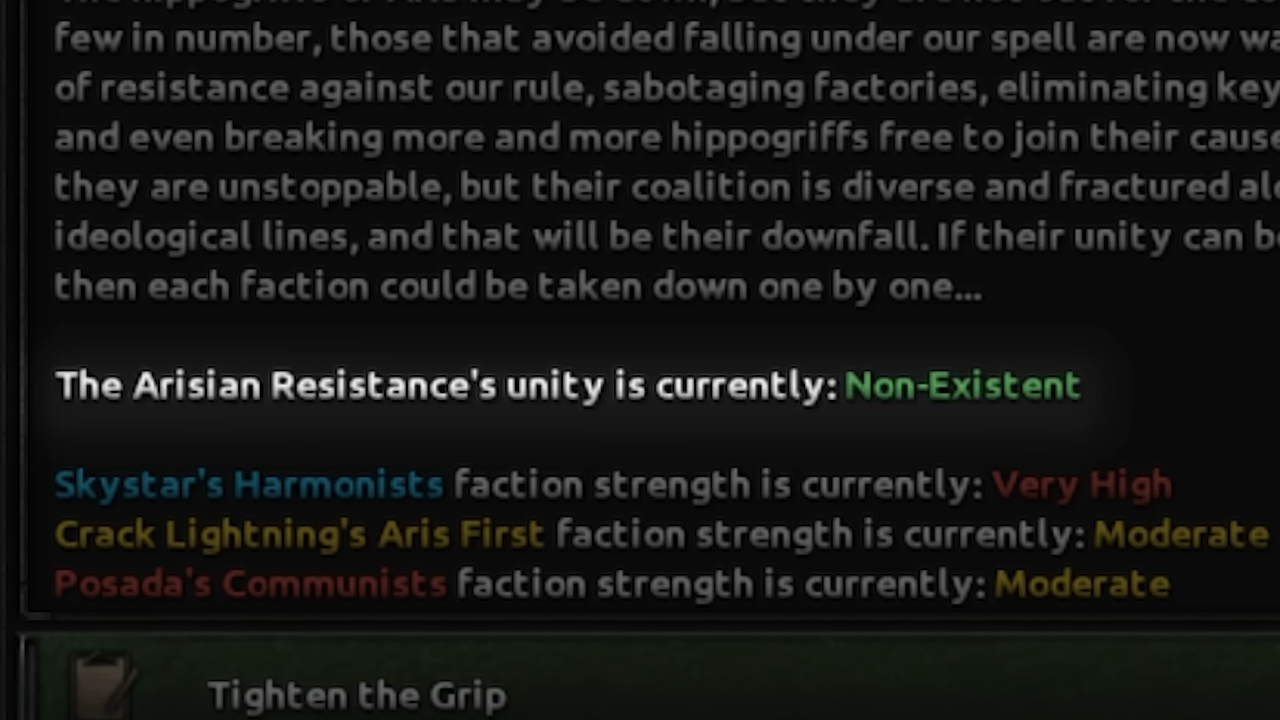 few in number, those that avoided falling under our spell are now
of resistance against our rule, sabotaging factories, eliminating key
and even breaking more and more hippogriffs free to join their cause
they are unstoppable, but their coalition is diverse and fractured
ideological lines, and that will be their downfall. If their unity can
then each faction could be taken down one by one...
The Arisian Resistance's unity is currently: Non-Existent
Skystar's Harmonists faction strength is currently: Very High
Crack Lightning's Aris First faction strength is currently: Moderate
Posada's Communists faction strength is currently: Moderate
Tighten the Grip